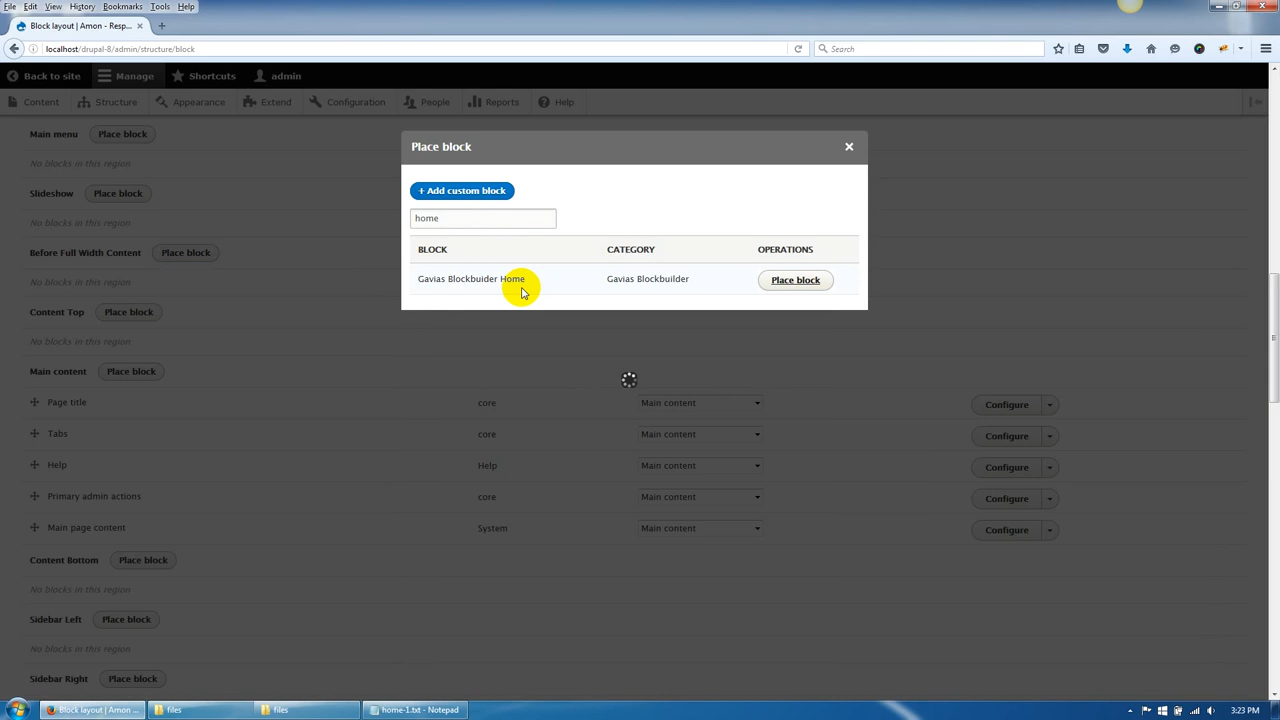 File Edit View History Bookmarks Tools Help
Block layout | Amon - Resp...
localhost/drupal-8/admin/structure/block
Search
Back to site Manage Shortcuts admin
Content Structure Appearance Extend Configuration People Reports Help
Main menu Place block
No blocks in this region
Slideshow Place block
No blocks in this region
Before Full Width Content Place block
Content Top Place block
No blocks in this region
Main content Place block
Page title core Main content Configure
Tabs core Main content Configure
Help Help Main content Configure
Primary admin actions core Main content Configure
Main page content System Main content Configure
Content Bottom Place block
No blocks in this region
Sidebar Left Place block
No blocks in this region
Sidebar Right Place block
Place block
+ Add custom block
home
BLOCK CATEGORY OPERATIONS
Gavias Blockbuider Home Gavias Blockbuilder Place block
Block layout | Amon ... files files home-1.txt - Notepad 3:23 PM